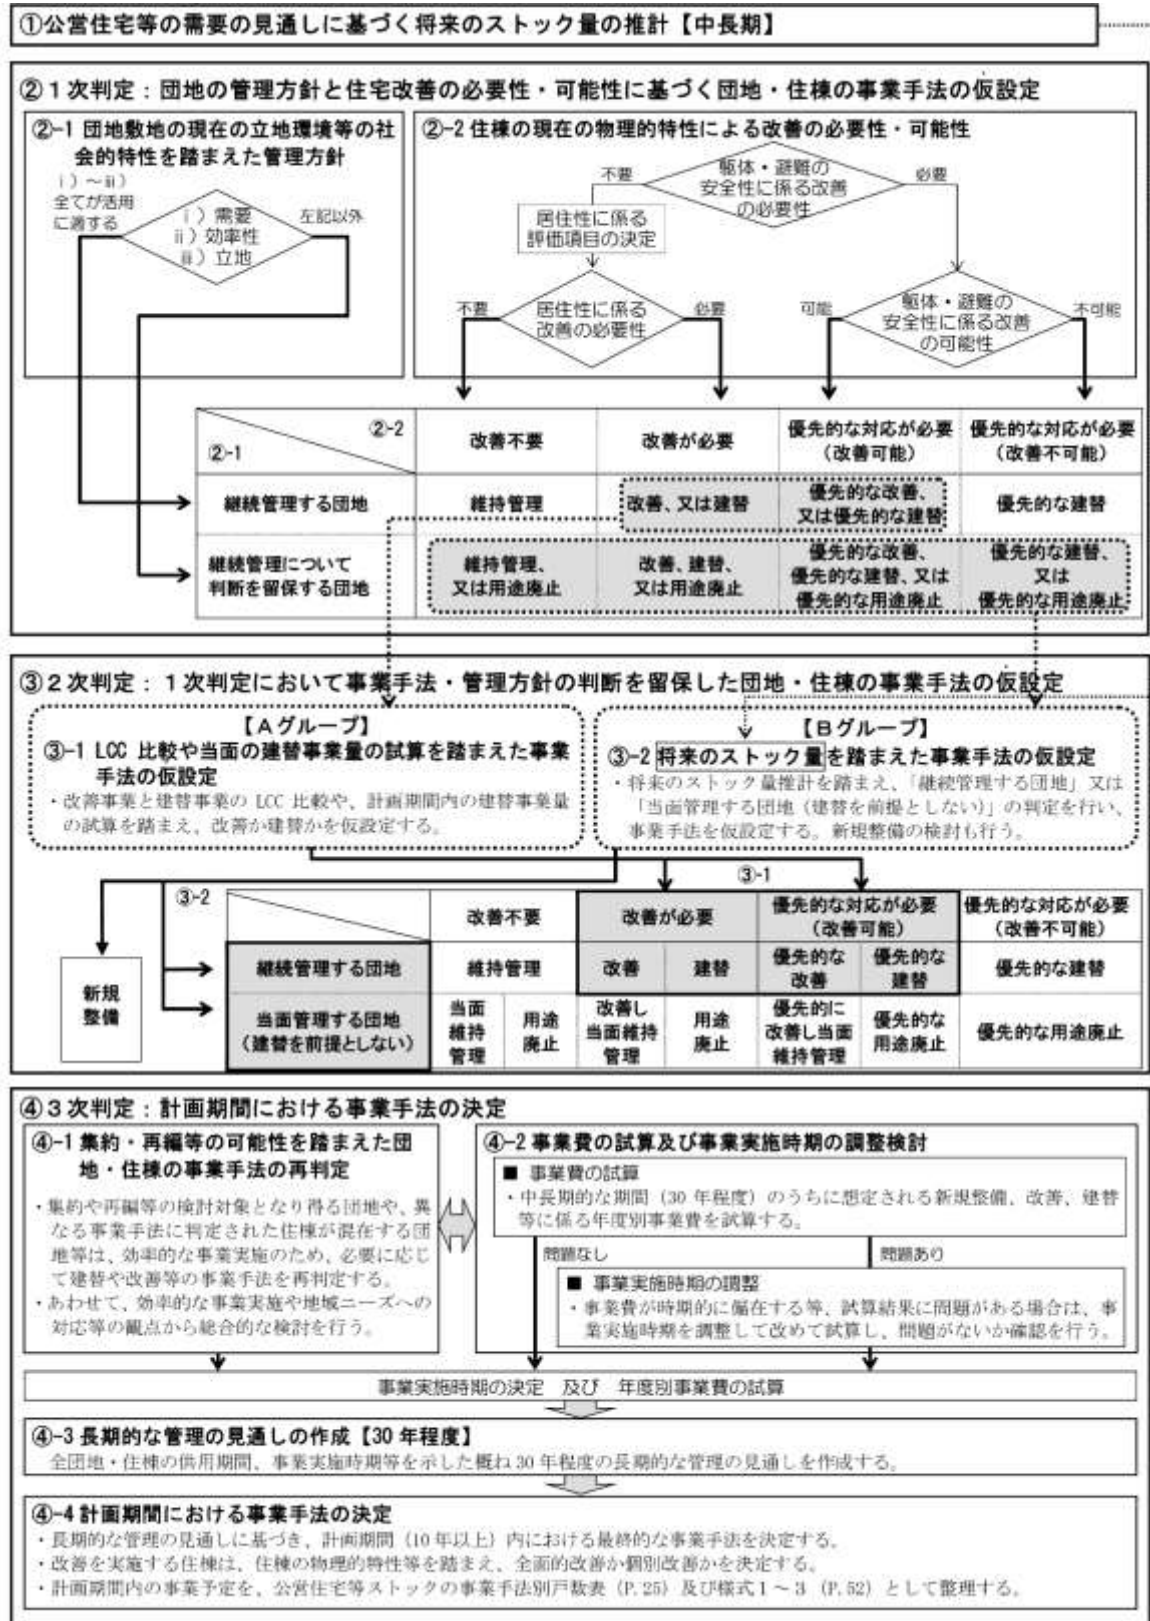 ①公営住宅等の需要の見通しに基づく将来のストック量の推計【中長期】
②１次判定：団地の管理方針と住宅改善の必要性・可能性に基づく団地・住棟の事業手法の仮設定
②-1 団地敷地の現在の立地環境等の社
会的特性を踏まえた管理方針
ⅰ）～ⅲ）
全てが活用
に適する
ⅰ）需要
ⅱ）効率性
ⅲ）立地
左記以外
②-2 住棟の現在の物理的特性による改善の必要性・可能性
不要
躯体・避難の
安全性に係る改善
の必要性
必要
居住性に係る
評価項目の決定
不要
居住性に係る
改善の必要性
必要
可能
躯体・避難の
安全性に係る改善
の可能性
不可能
②-2
②-1
改善不要
改善が必要
優先的な対応が必要
（改善可能）
優先的な対応が必要
（改善不可能）
継続管理する団地
維持管理
改善、又は建替
優先的な改善、
又は優先的な建替
優先的な建替
継続管理について
判断を留保する団地
維持管理、
又は用途廃止
改善、建替、
又は用途廃止
優先的な改善、
優先的な建替、又は
優先的な用途廃止
優先的な建替、
又は
優先的な用途廃止
③２次判定：１次判定において事業手法・管理方針の判断を留保した団地・住棟の事業手法の仮設定
【Aグループ】
③-1 LCC 比較や当面の建替事業量の試算を踏まえた事業
手法の仮設定
・改善事業と建替事業の LCC 比較や、計画期間内の建替事業量
の試算を踏まえ、改善か建替かを仮設定する。
【Bグループ】
③-2 将来のストック量を踏まえた事業手法の仮設定
・将来のストック量推計を踏まえ、「継続管理する団地」又は
「当面管理する団地（建替を前提としない）」の判定を行い、
事業手法を仮設定する。新規整備の検討も行う。
③-2
③-1
改善不要
改善が必要
優先的な対応が必要
（改善可能）
優先的な対応が必要
（改善不可能）
新規
整備
継続管理する団地
維持管理
改善
建替
優先的な
改善
優先的な
建替
優先的な建替
当面管理する団地
（建替を前提としない）
当面
維持
管理
用途
廃止
改善し
当面維持
管理
用途
廃止
優先的に
改善し当面
維持管理
優先的な
用途廃止
優先的な用途廃止
④３次判定：計画期間における事業手法の決定
④-1 集約・再編等の可能性を踏まえた団
地・住棟の事業手法の再判定
・集約や再編等の検討対象となり得る団地や、異
なる事業手法に判定された住棟が混在する団
地等は、効率的な事業実施のため、必要に応じ
て建替や改善等の事業手法を再判定する。
・あわせて、効率的な事業実施や地域ニーズへの
対応等の観点から総合的な検討を行う。
④-2 事業費の試算及び事業実施時期の調整検討
■ 事業費の試算
・中長期的な期間（30 年程度）のうちに想定される新規整備、改善、建替
等に係る年度別事業費を試算する。
問題なし
問題あり
■ 事業実施時期の調整
・事業費が時期的に偏在する等、試算結果に問題がある場合は、事
業実施時期を調整して改めて試算し、問題がないか確認を行う。
事業実施時期の決定　及び　年度別事業費の試算
④-3 長期的な管理の見通しの作成【30 年程度】
全団地・住棟の供用期間、事業実施時期等を示した概ね 30 年程度の長期的な管理の見通しを作成する。
④-4 計画期間における事業手法の決定
・長期的な管理の見通しに基づき、計画期間（10 年以上）内における最終的な事業手法を決定する。
・改善を実施する住棟は、住棟の物理的特性等を踏まえ、全面的改善か個別改善かを決定する。
・計画期間内の事業予定を、公営住宅等ストックの事業手法別戸数表（P.25）及び様式１～３（P.52）として整理する。